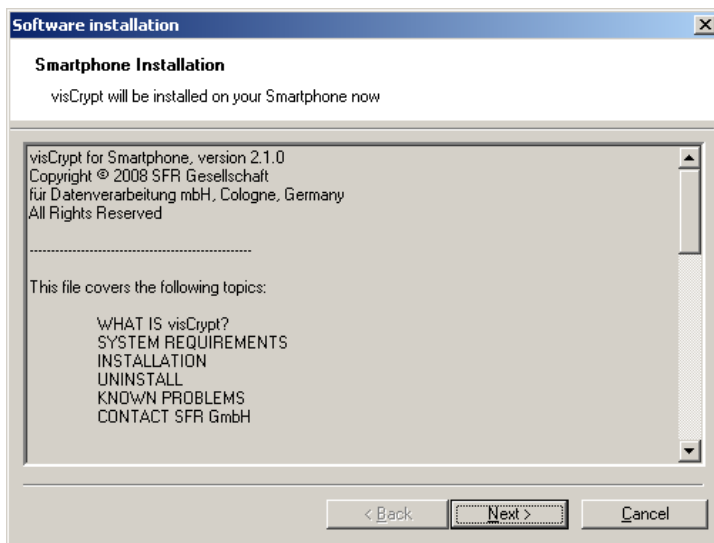 Software installation
Smartphone Installation
visCrypt will be installed on your Smartphone now
visCrypt for Smartphone, version 2.1.0
Copyright © 2008 SFR Gesellschaft
für Datenverarbeitung mbH, Cologne, Germany
All Rights Reserved
---------------------------------------------------
This file covers the following topics:
WHAT IS visCrypt?
SYSTEM REQUIREMENTS
INSTALLATION
UNINSTALL
KNOWN PROBLEMS
CONTACT SFR GmbH
< Back Next > Cancel